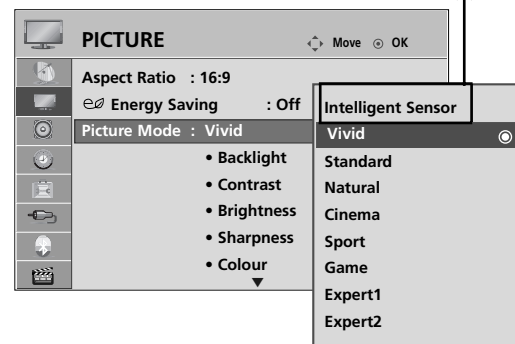 PICTURE
Move OK
Aspect Ratio : 16:9
Energy Saving : Off
Picture Mode : Vivid
• Backlight
• Contrast
• Brightness
• Sharpness
• Colour
Intelligent Sensor
Vivid
Standard
Natural
Cinema
Sport
Game
Expert1
Expert2